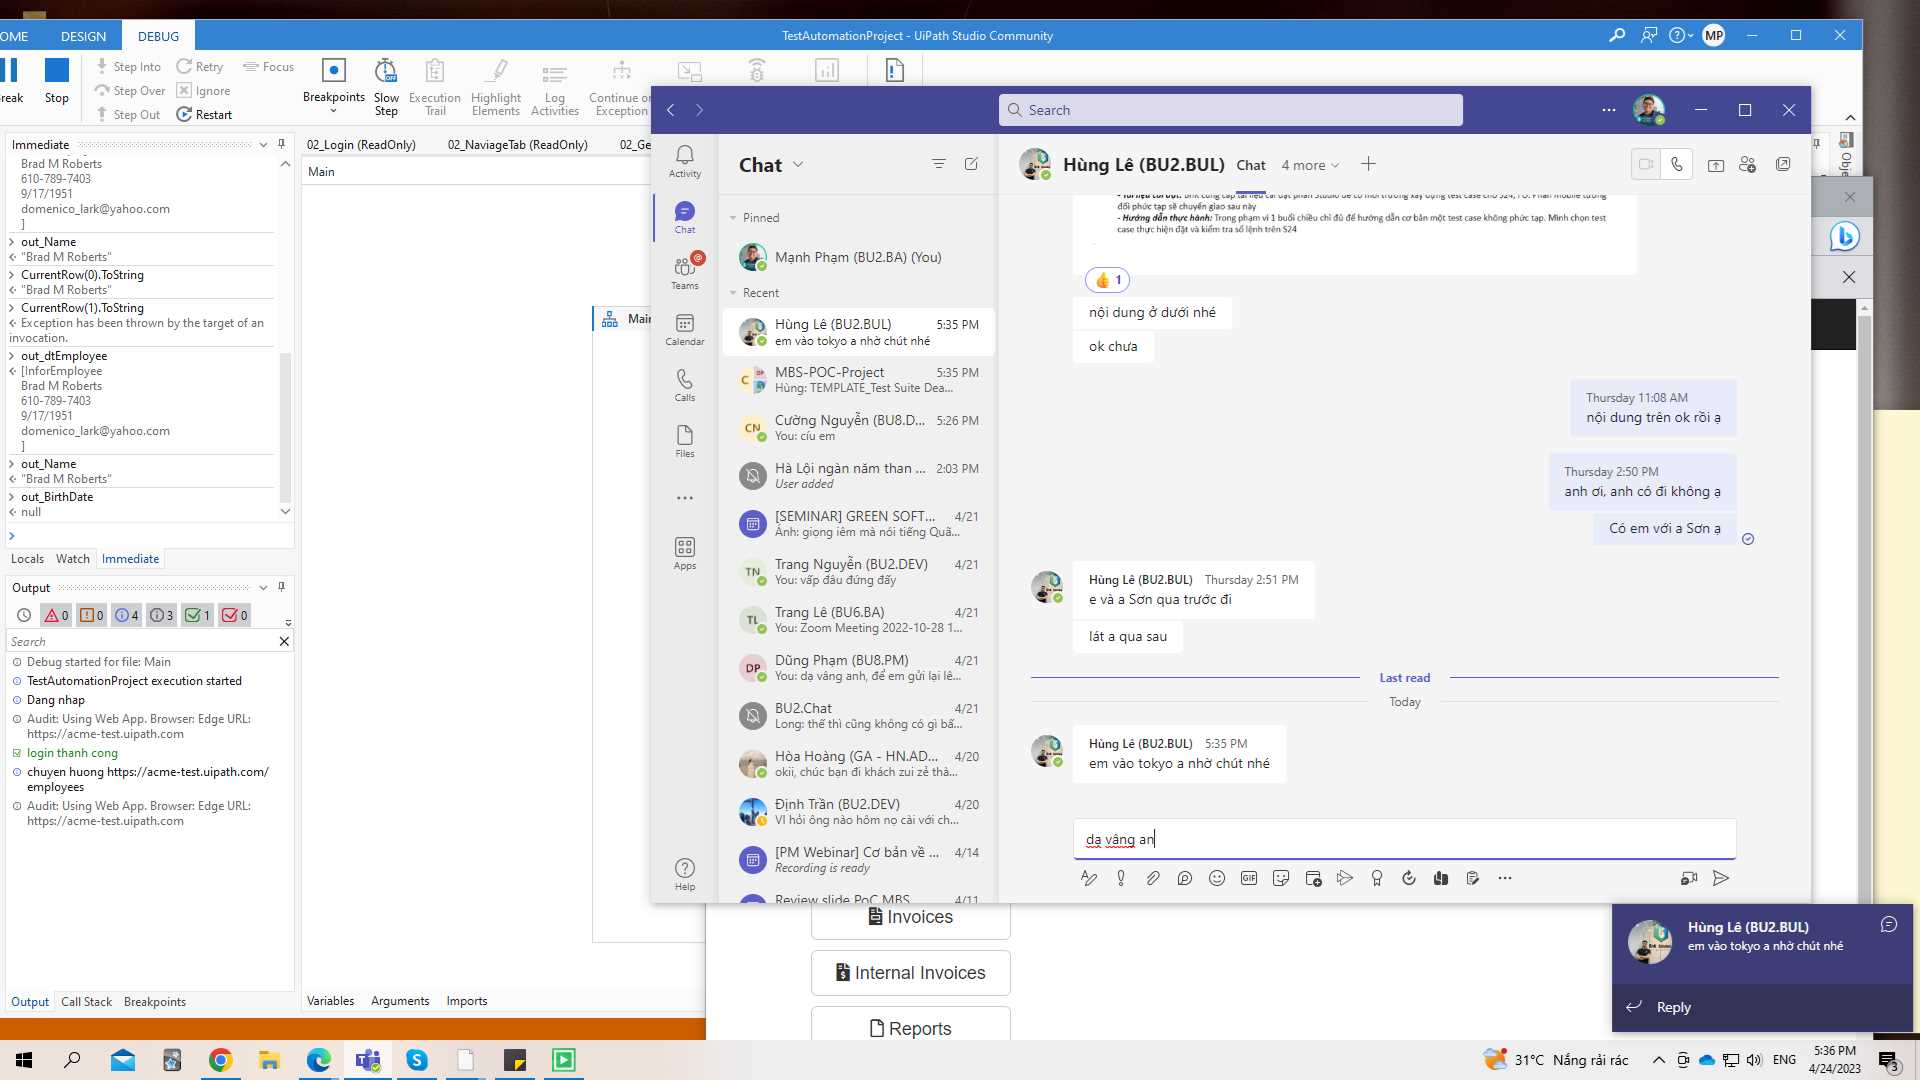 OME
DESIGN
DEBUG
TestAutomationProject - UiPath Studio Community
MP
reak
Stop
Step Into
Step Over
Step Out
Retry
Ignore
Restart
Focus
Breakpoints
Slow
Step
Execution
Trail
Highlight
Elements
Log
Activities
Continue on
Exception
Immediate
Brad M Roberts
610-789-7403
9/17/1951
domenico_lark@yahoo.com
]
out_Name
"Brad M Roberts"
CurrentRow(0).ToString
"Brad M Roberts"
CurrentRow(1).ToString
Exception has been thrown by the target of an
invocation.
out_dtEmployee
[InforEmployee
Brad M Roberts
610-789-7403
9/17/1951
domenico_lark@yahoo.com
]
out_Name
"Brad M Roberts"
out_BirthDate
null
Locals
Watch
Immediate
Output
0
0
4
3
1
0
Search
Debug started for file: Main
TestAutomationProject execution started
Dang nhap
Audit: Using Web App. Browser: Edge URL:
https://acme-test.uipath.com
login thanh cong
chuyen huong https://acme-test.uipath.com/
employees
Audit: Using Web App. Browser: Edge URL:
https://acme-test.uipath.com
Output
Call Stack
Breakpoints
02_Login (ReadOnly)
02_NaviageTab (ReadOnly)
02_Ge
Main
Main
Variables
Arguments
Imports
Obje
Search
Activity
Chat
Teams
Calendar
Calls
Files
Apps
Help
Chat
Pinned
Mạnh Phạm (BU2.BA) (You)
Recent
Hùng Lê (BU2.BUL)
5:35 PM
em vào tokyo a nhờ chút nhé
MBS-POC-Project
5:35 PM
Hùng: TEMPLATE_Test Suite Dea...
Cường Nguyễn (BU8.D...
5:26 PM
You: cíu em
Hà Lội ngàn năm than ...
2:03 PM
User added
[SEMINAR] GREEN SOFT...
4/21
Ánh: giọng iêm mà nói tiếng Quã...
TN
Trang Nguyễn (BU2.DEV)
4/21
You: vấp đâu đứng đấy
TL
Trang Lê (BU6.BA)
4/21
You: Zoom Meeting 2022-10-28 1...
DP
Dũng Phạm (BU8.PM)
4/21
You: dạ vâng anh, để em gửi lại lê...
BU2.Chat
4/21
Long: thế thì cũng không có gì bấ...
Hòa Hoàng (GA - HN.AD...
4/20
okii, chúc bạn đi khách zui zẻ thà...
Định Trần (BU2.DEV)
4/20
VI hỏi ông nào hôm nọ cãi với ch...
[PM Webinar] Cơ bản về ...
4/14
Recording is ready
Review slide PoC MBS
4/11
Hùng Lê (BU2.BUL)
Chat
4 more
đối phức tạp sẽ chuyển giao sau này
- Hướng dẫn thực hành: Trong phạm vi 1 buổi chiều chỉ đủ để hướng dẫn cơ bản một test case không phức tạp. Mình chọn test
case thực hiện đặt và kiểm tra sổ lệnh trên S24
1
nội dung ở dưới nhé
ok chưa
Thursday 11:08 AM
nội dung trên ok rồi ạ
Thursday 2:50 PM
anh ơi, anh có đi không ạ
Có em với a Sơn ạ
Hùng Lê (BU2.BUL)
Thursday 2:51 PM
e và a Sơn qua trước đi
lát a qua sau
Last read
Today
Hùng Lê (BU2.BUL)
5:35 PM
em vào tokyo a nhờ chút nhé
dạ vâng an
GIF
Invoices
Internal Invoices
Reports
Hùng Lê (BU2.BUL)
em vào tokyo a nhờ chút nhé
Reply
31°C Nắng rải rác
ENG
5:36 PM
4/24/2023
3